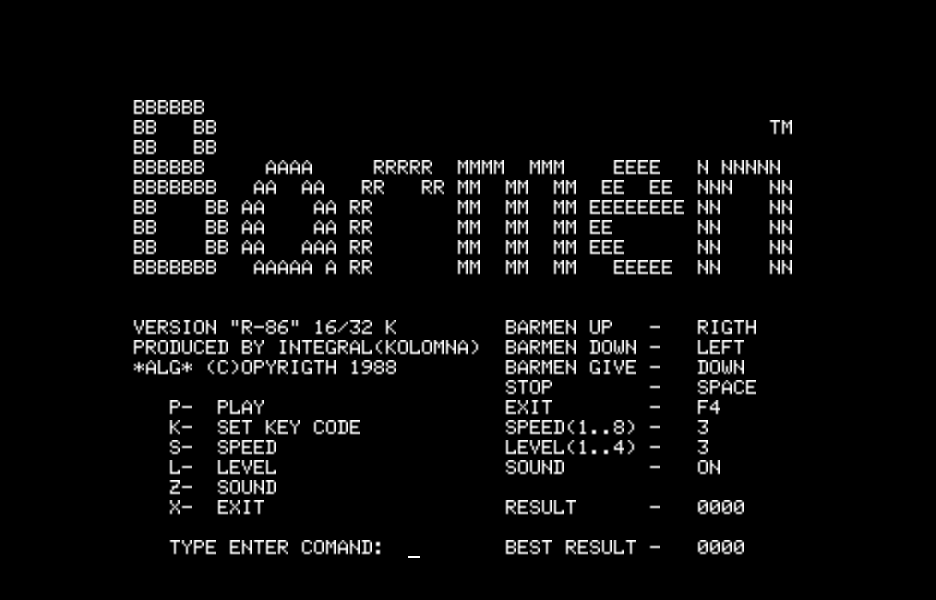 BBBBBB
BB   BB                                              TM
BB   BB
BBBBBB     AAAA     RRRRR  MMMM  MMM    EEEE   N NNNNN
BBBBBBB   AA  AA   RR   RR MM  MM  MM  EE  EE  NNN   NN
BB     BB AA    AA RR       MM  MM  MM EEEEEEEE NN    NN
BB     BB AA    AA RR       MM  MM  MM EE       NN    NN
BB     BB AA   AAA RR       MM  MM  MM EEE      NN    NN
BBBBBBB   AAAAA A RR       MM  MM  MM   EEEEE  NN    NN
VERSION "R-86" 16/32 K         BARMEN UP   -   RIGTH
PRODUCED BY INTEGRAL(KOLOMNA)  BARMEN DOWN -   LEFT
*ALG* (C)OPYRIGTH 1988         BARMEN GIVE -   DOWN
                               STOP        -   SPACE
   P-  PLAY                    EXIT        -   F4
   K-  SET KEY CODE            SPEED(1..8) -   3
   S-  SPEED                   LEVEL(1..4) -   3
   L-  LEVEL                   SOUND       -   ON
   Z-  SOUND
   X-  EXIT                    RESULT      -   0000
   TYPE ENTER COMAND:  _       BEST RESULT -   0000